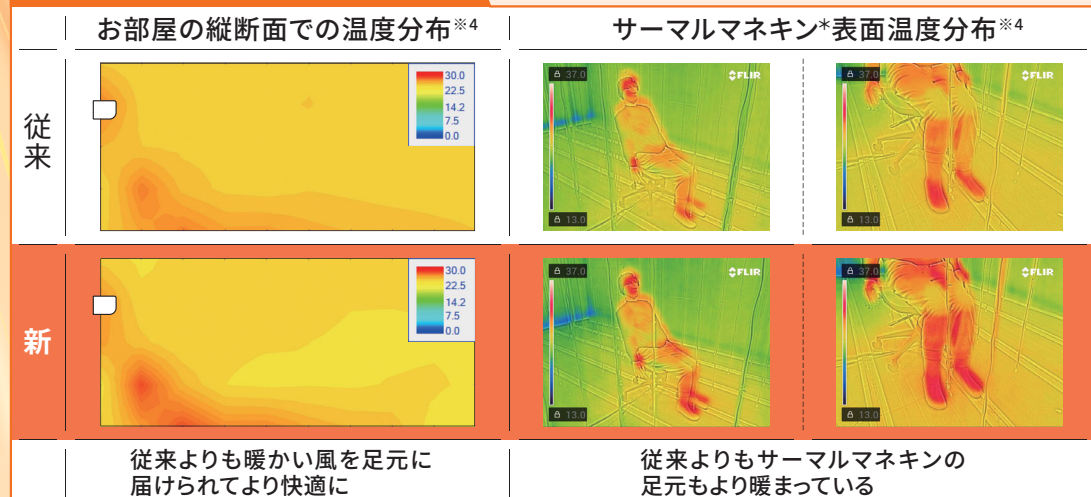 お部屋の縦断面での温度分布※4
サーマルマネキン*表面温度分布※4
従来
30.0
22.5
14.2
7.5
0.0
37.0
FLIR
13.0
37.0
FLIR
13.0
新
30.0
22.5
14.2
7.5
0.0
37.0
FLIR
13.0
37.0
FLIR
13.0
従来よりも暖かい風を足元に
届けられてより快適に
従来よりもサーマルマネキンの
足元もより暖まっている